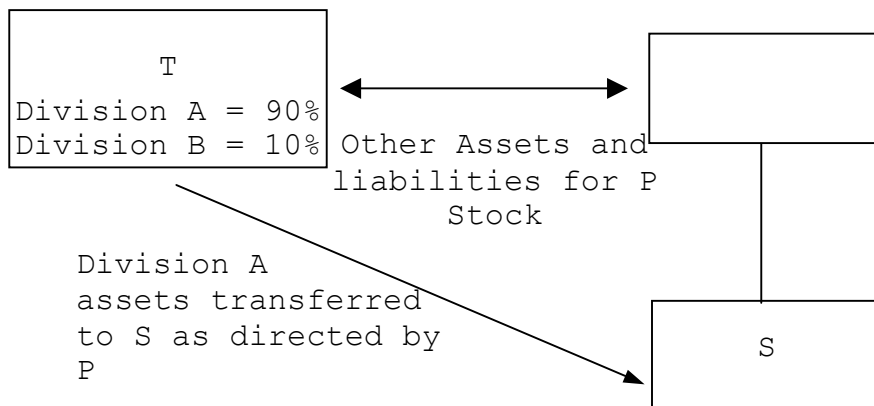 T
Division A = 90%
Division B = 10%
Other Assets and
liabilities for P
Stock
Division A
assets transferred
to S as directed by
P
S